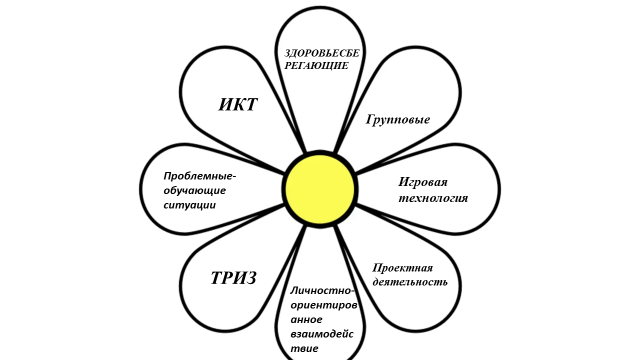 ЗДОРОВЬЕСБЕ
РЕГАЮЩИЕ
Групповые
Игровая
технология
Проектная
деятельность
Личностно-
ориентиров
анное
взаимодейс
твие
ТРИЗ
Проблемные-
обучающие
ситуации
ИКТ